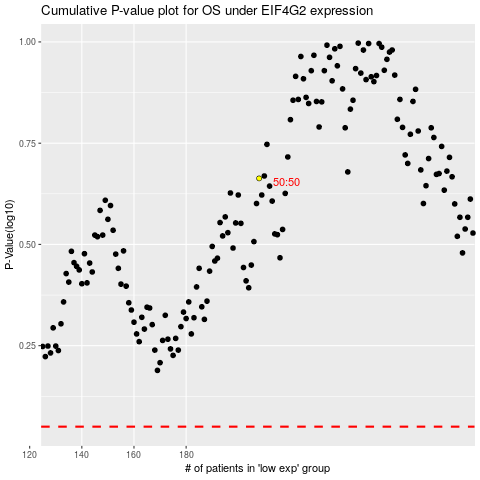 Cumulative P-value plot for OS under EIF4G2 expression
P-Value(log10)
1.00
0.75
0.50
0.25
50:50
120 140 160 180
# of patients in 'low exp' group